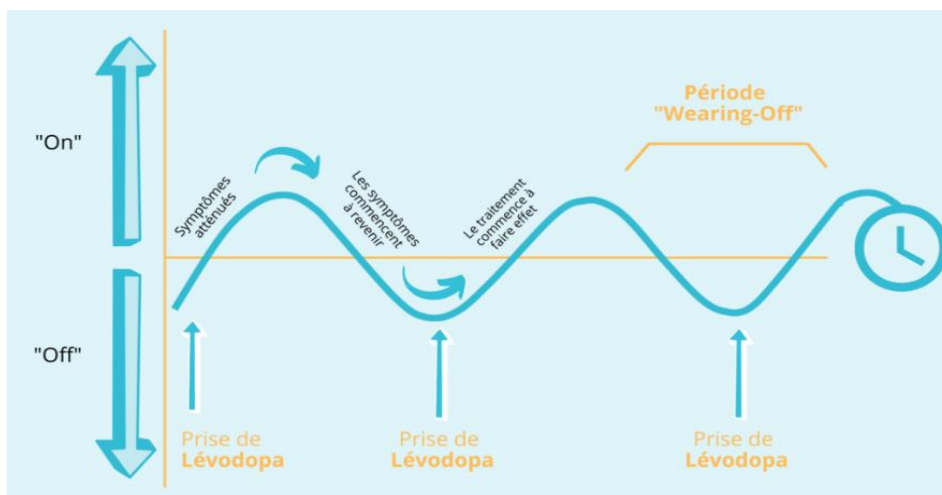 "On"
"Off"
Symptômes
atténués
Les symptômes
commencent
à revenir
Le traitement
commence à
faire effet
Période
"Wearing-Off"
Prise de
Lévodopa
Prise de
Lévodopa
Prise de
Lévodopa